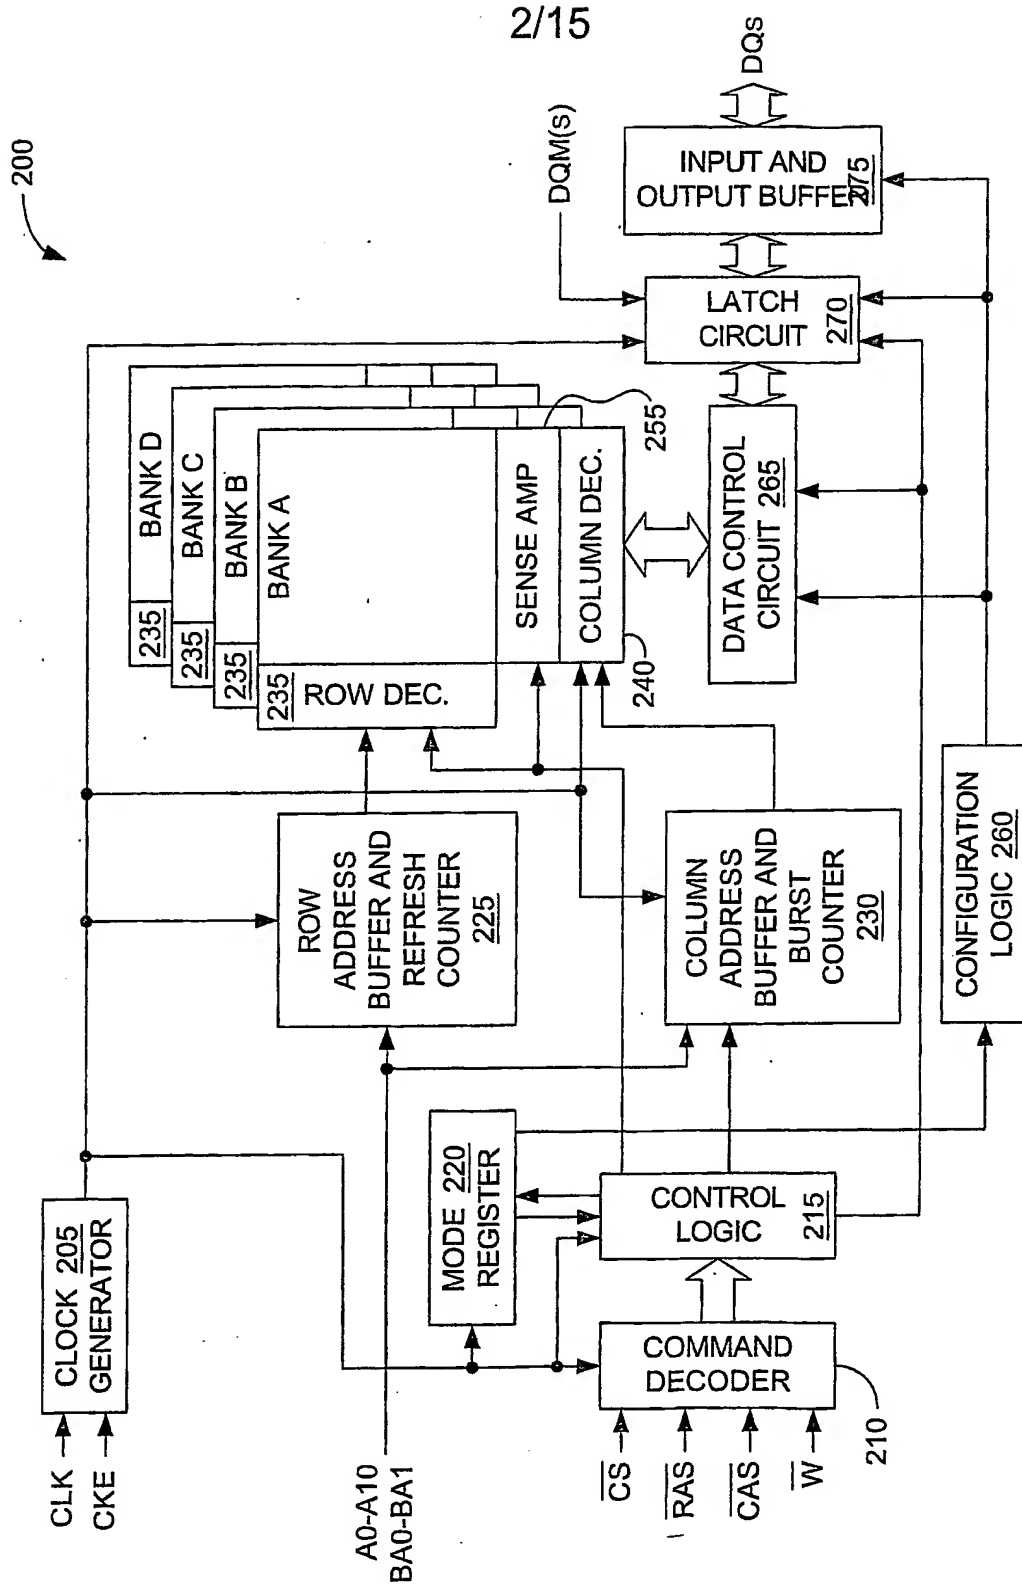 2/15
200
CLK
CKE
CLOCK 205
GENERATOR
A0-A10
BA0-BA1
ROW
ADDRESS
BUFFER AND
REFRESH
COUNTER
225
BANK D
BANK C
BANK B
BANK A
235
235
235
235
ROW DEC.
SENSE AMP
COLUMN DEC.
255
240
DQM(s)
MODE 220
REGISTER
COLUMN
ADDRESS
BUFFER AND
BURST
COUNTER
230
DATA CONTROL
CIRCUIT 265
LATCH
CIRCUIT
270
INPUT AND
OUTPUT BUFFER
275
DQs
CS
RAS
CAS
W
COMMAND
DECODER
210
CONTROL
LOGIC
215
CONFIGURATION
LOGIC 260